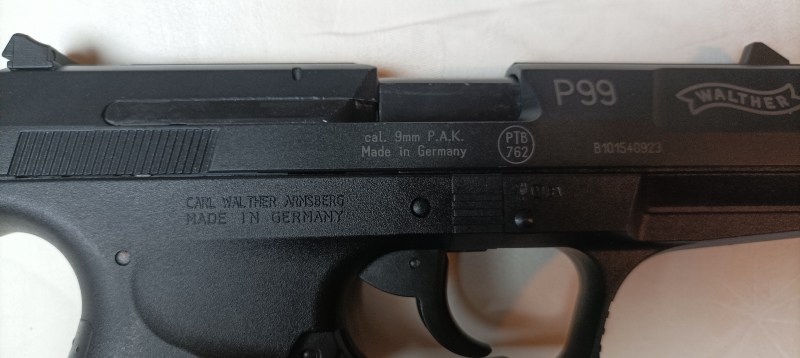 P99
WALTHER
cal. 9mm P.A.K.
Made in Germany
PTB
762
B101540923
CARL WALTHER ARNSBERG
MADE IN GERMANY